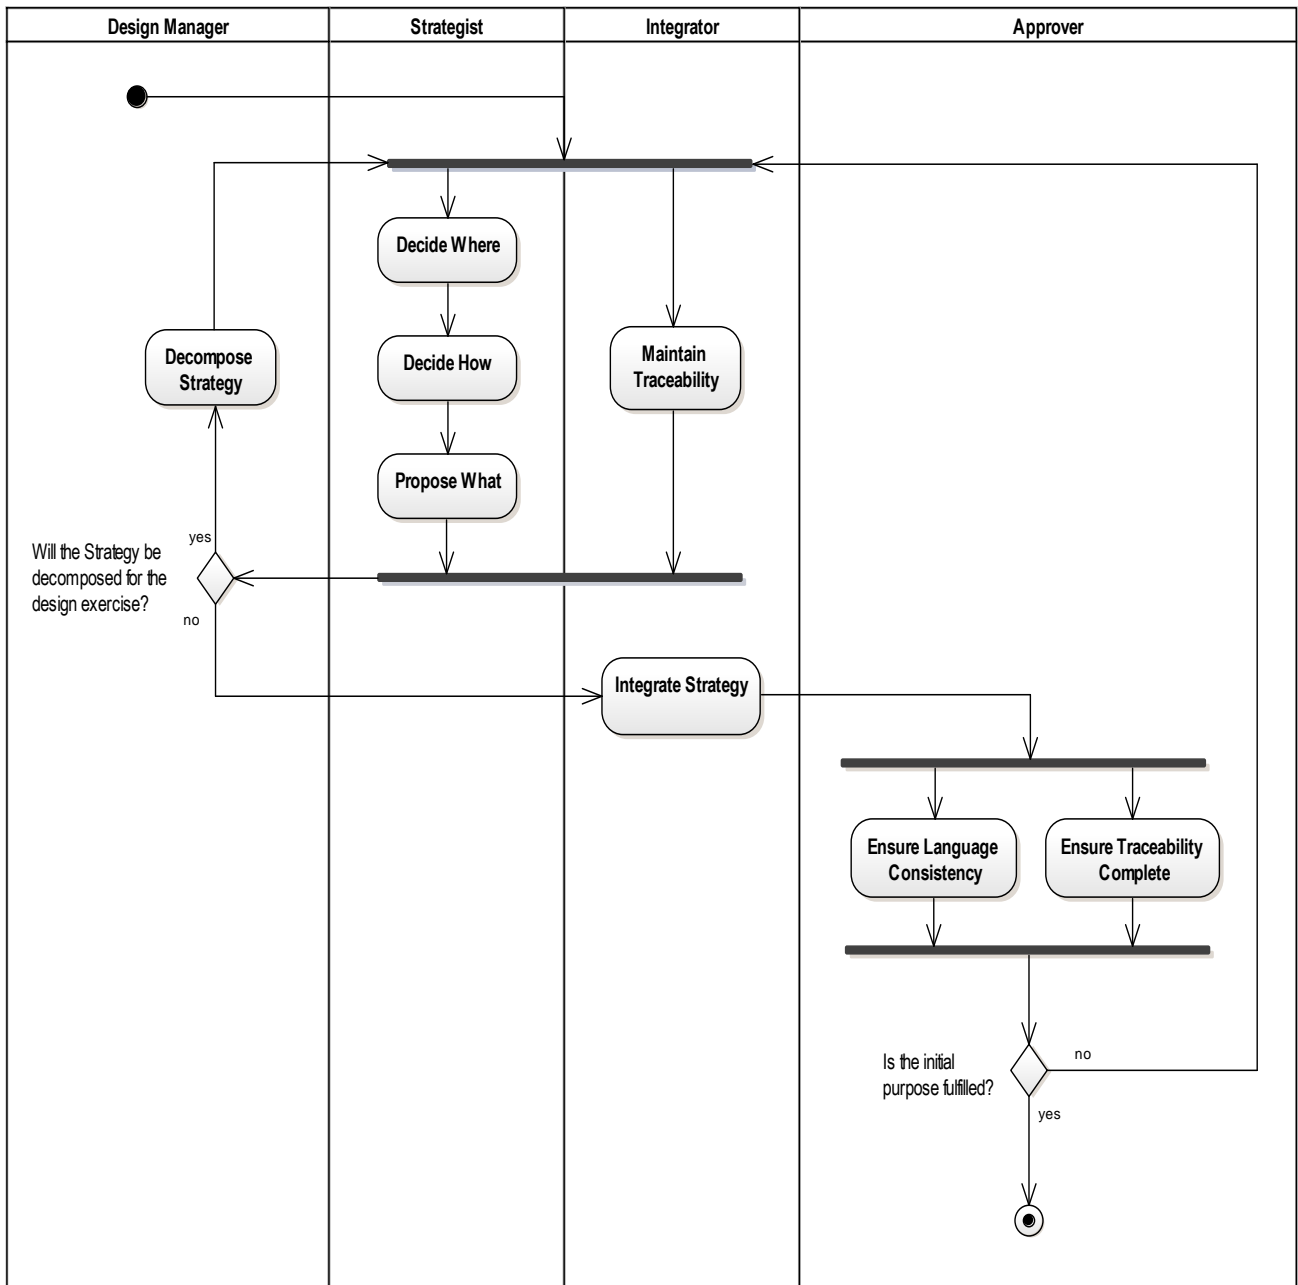 Design Manager
Strategist
Integrator
Approver
Decide Where
Decompose
Strategy
Decide How
Maintain
Traceability
Propose What
yes
Will the Strategy be
decomposed for the
design exercise?
no
Integrate Strategy
Ensure Language
Consistency
Ensure Traceability
Complete
Is the initial
purpose fulfilled?
no
yes